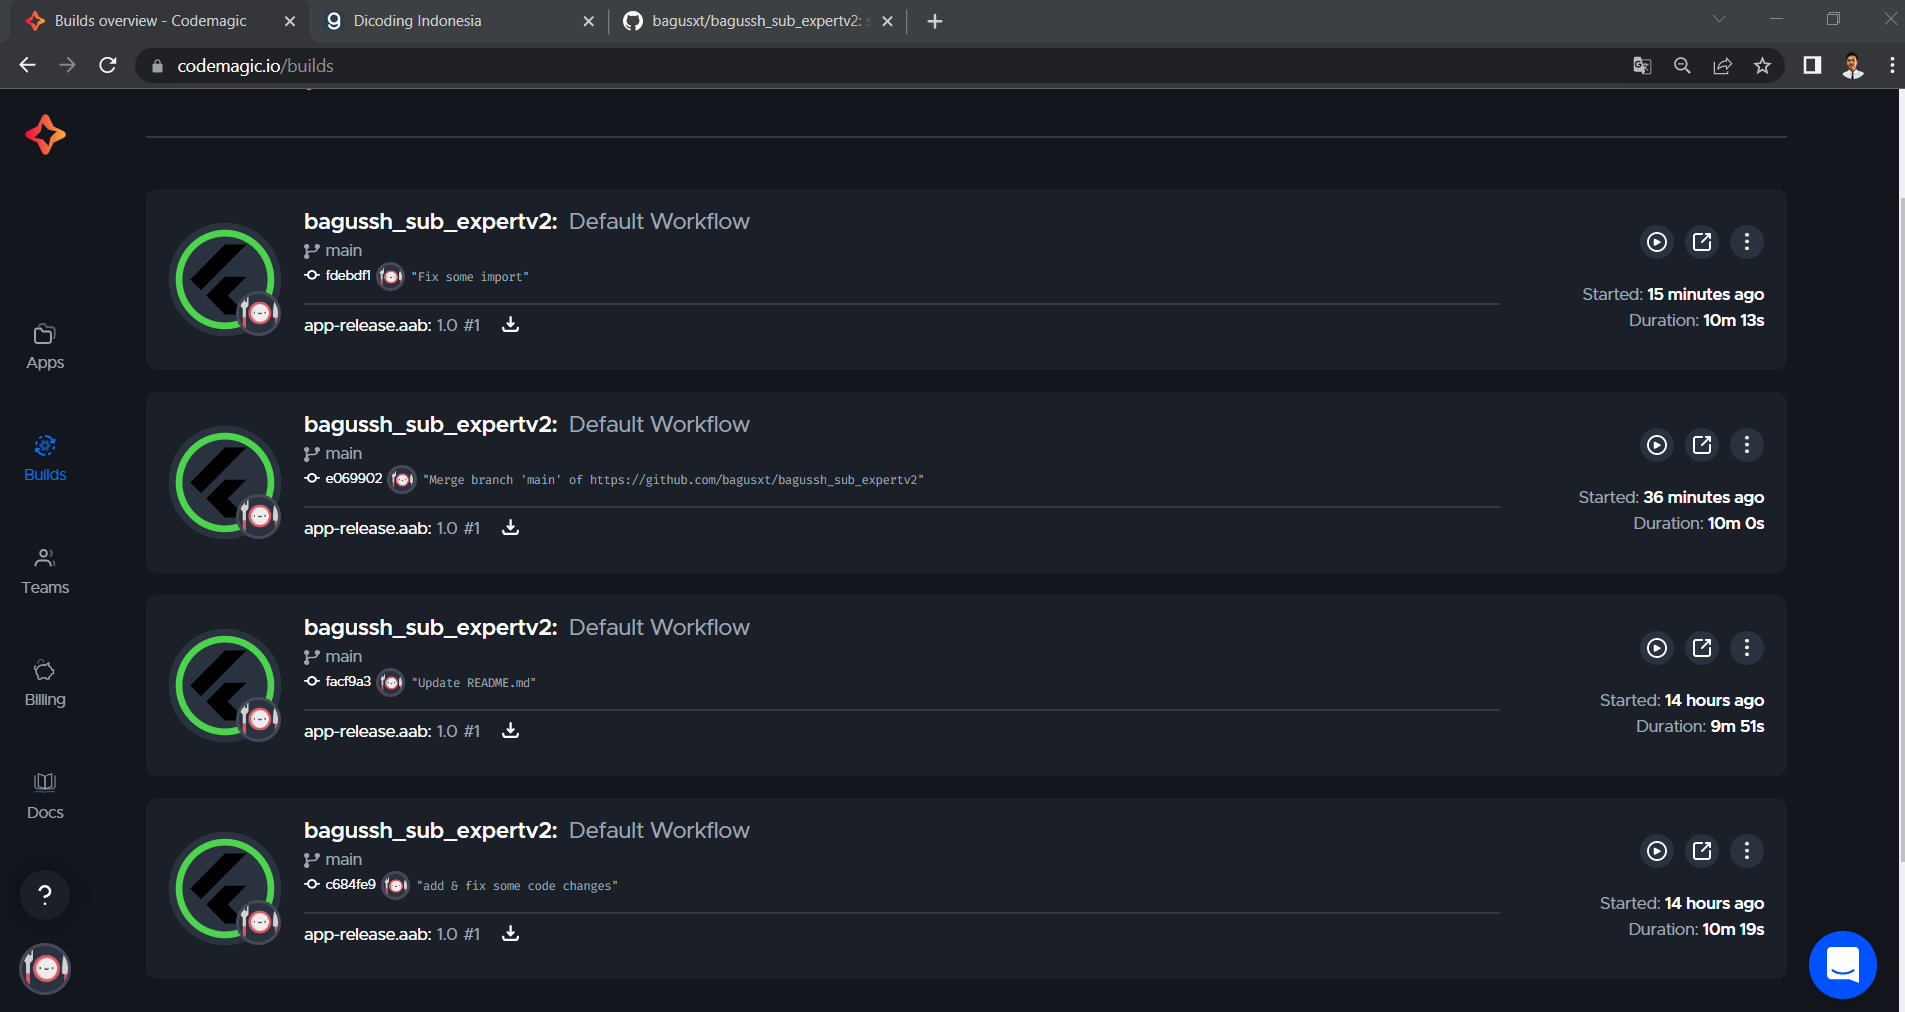 Builds overview - Codemagic
Dicoding Indonesia
bagusxt/bagussh_sub_expertv2: s
codemagic.io/builds
Apps
Builds
Teams
Billing
Docs
?
bagussh_sub_expertv2: Default Workflow
main
fdebdf1 "Fix some import"
app-release.aab: 1.0 #1
Started: 15 minutes ago
Duration: 10m 13s
bagussh_sub_expertv2: Default Workflow
main
e069902 "Merge branch 'main' of https://github.com/bagusxt/bagussh_sub_expertv2"
app-release.aab: 1.0 #1
Started: 36 minutes ago
Duration: 10m 0s
bagussh_sub_expertv2: Default Workflow
main
facf9a3 "Update README.md"
app-release.aab: 1.0 #1
Started: 14 hours ago
Duration: 9m 51s
bagussh_sub_expertv2: Default Workflow
main
c684fe9 "add & fix some code changes"
app-release.aab: 1.0 #1
Started: 14 hours ago
Duration: 10m 19s